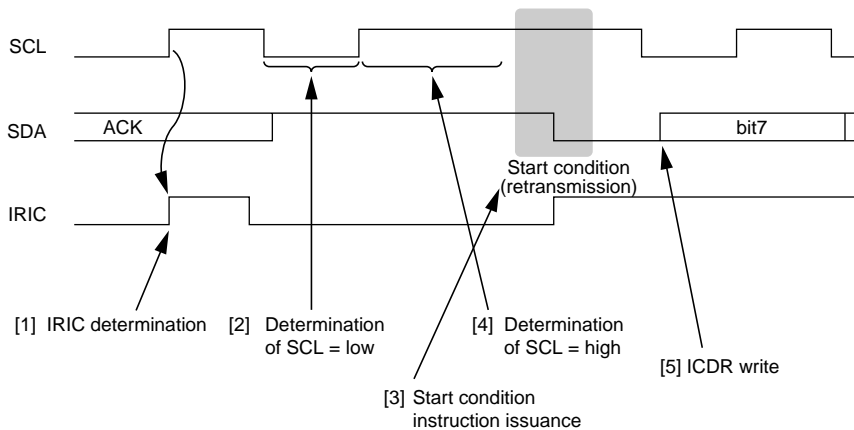 SCL
SDA
ACK
bit7
Start condition
(retransmission)
IRIC
[1] IRIC determination
[2] Determination
of SCL = low
[4] Determination
of SCL = high
[5] ICDR write
[3] Start condition
instruction issuance